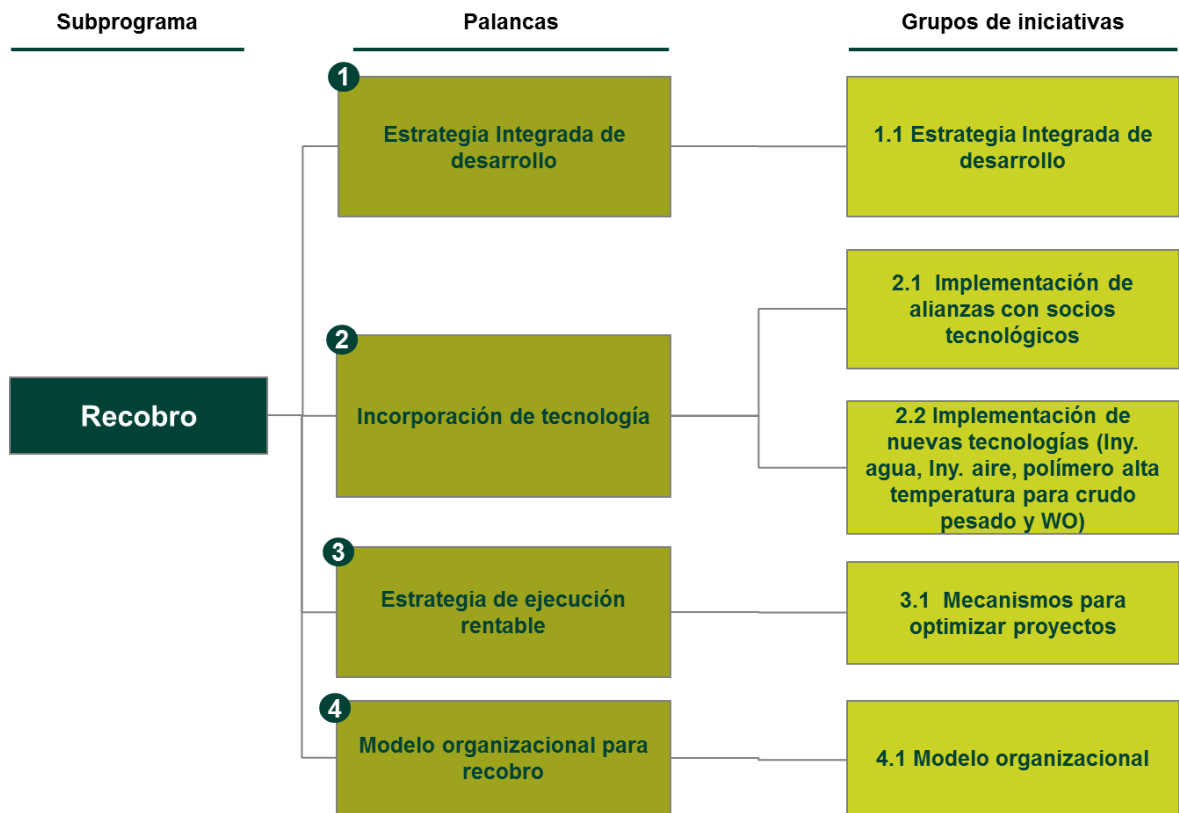 Subprograma
Palancas
Grupos de iniciativas
Recobro
1
Estrategia Integrada de
desarrollo
1.1 Estrategia Integrada de
desarrollo
2
Incorporación de tecnología
2.1 Implementación de
alianzas con socios
tecnológicos
2.2 Implementación de
nuevas tecnologías (Iny.
agua, Iny. aire, polímero alta
temperatura para crudo
pesado y WO)
3
Estrategia de ejecución
rentable
3.1 Mecanismos para
optimizar proyectos
4
Modelo organizacional para
recobro
4.1 Modelo organizacional